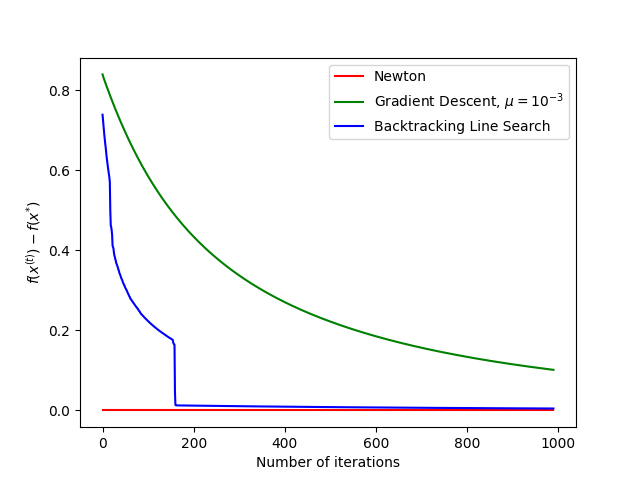 Newton
Gradient Descent, $\mu = 10^{-3}$
Backtracking Line Search
0.8
0.6
0.4
0.2
0.0
$f(x^{(t)}) - f(x^*)$
0 200 400 600 800 1000
Number of iterations